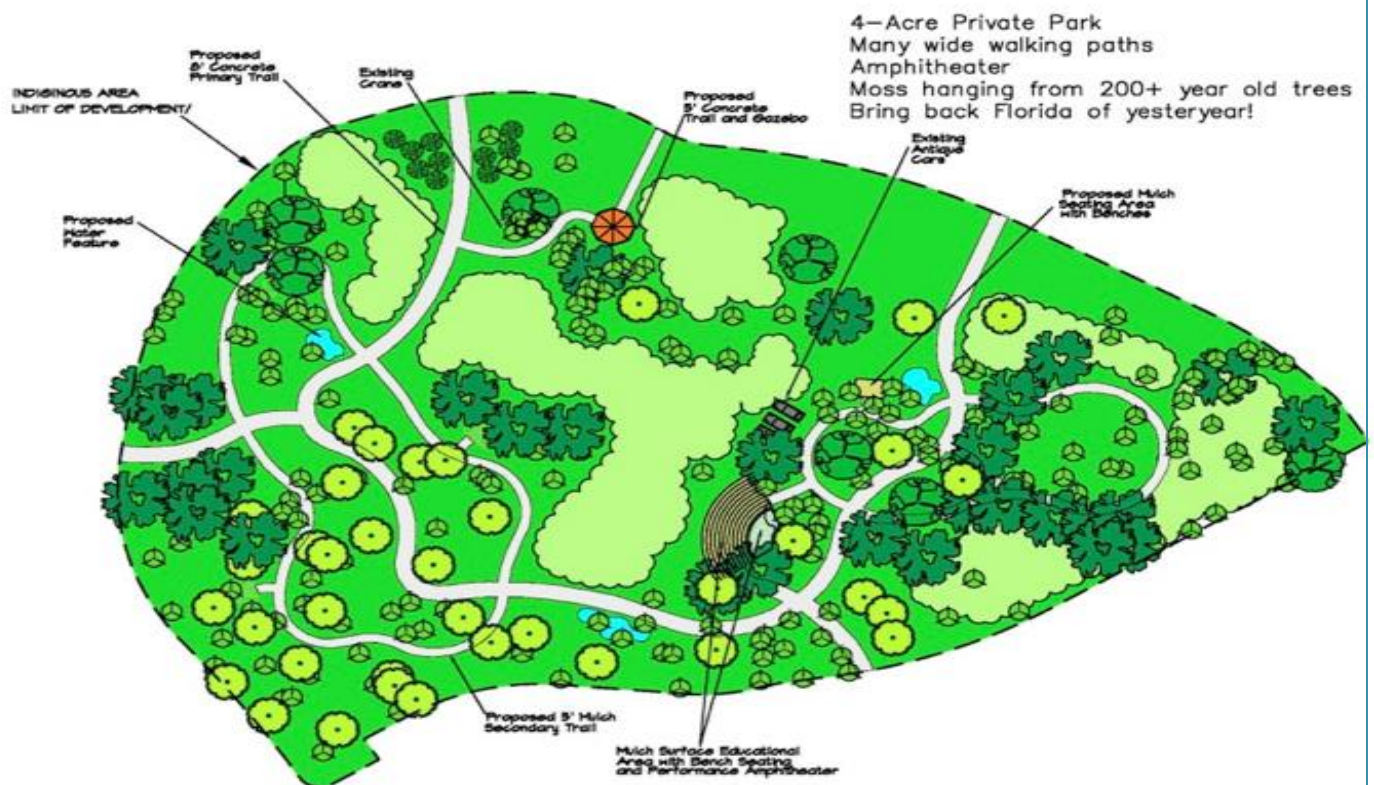 4-Acre Private Park
Many wide walking paths
Amphitheater
Moss hanging from 200+ year old trees
Bring back Florida of yesteryear!
Proposed
8' Concrete
Primary Trail
Existing
Crane
INDIGINOUS AREA
LIMIT OF DEVELOPMENT/
Proposed
5' Concrete
Trail and Gazebo
Existing
Antique
Cars
Proposed Mulch
Seating Area
with Benches
Proposed
Water
Feature
Proposed 5' Mulch
Secondary Trail
Mulch Surface Educational
Area with Bench Seating
and Performance Amphitheater